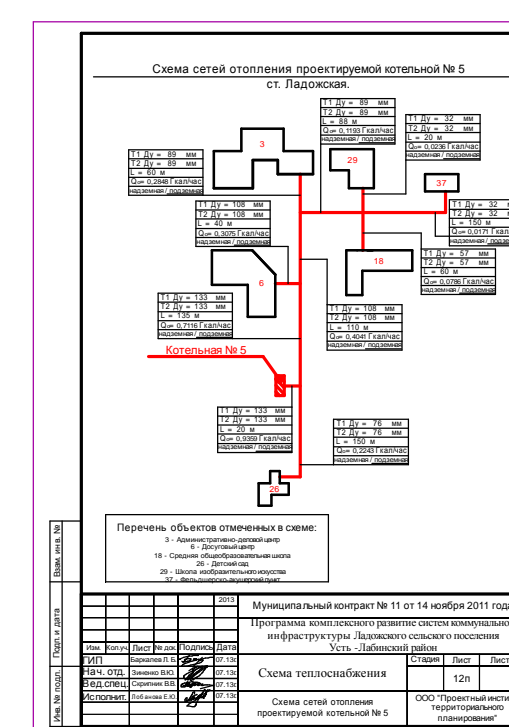 Схема сетей отопления проектируемой котельной № 5
ст. Ладожская.
Т1 Ду = 89 мм
Т2 Ду = 89 мм
L = 88 м
Qо= 0,1193 Гкал/час
надземная / подземная
Т1 Ду = 32 мм
Т2 Ду = 32 мм
L = 20 м
Qо= 0,0236 Гкал/час
надземная / подземная
3
29
37
Т1 Ду = 89 мм
Т2 Ду = 89 мм
L = 60 м
Qо= 0,2848 Гкал/час
надземная / подземная
Т1 Ду = 108 мм
Т2 Ду = 108 мм
L = 40 м
Qо= 0,3075 Гкал/час
надземная / подземная
Т1 Ду = 32 м
Т2 Ду = 32 м
L = 150 м
Qо= 0,0171 Гкал
надземная / подзе
6
18
Т1 Ду = 57 мм
Т2 Ду = 57 мм
L = 60 м
Qо= 0,0786 Гкал/час
надземная / подземная
Т1 Ду = 133 мм
Т2 Ду = 133 мм
L = 135 м
Qо= 0,7116 Гкал/час
надземная / подземная
Т1 Ду = 108 мм
Т2 Ду = 108 мм
L = 110 м
Qо= 0,4041 Гкал/час
надземная / подземная
Котельная № 5
Т1 Ду = 133 мм
Т2 Ду = 133 мм
L = 20 м
Qо= 0,9359 Гкал/час
надземная / подземная
Т1 Ду = 76 мм
Т2 Ду = 76 мм
L = 150 м
Qо= 0,2243 Гкал/час
надземная / подземная
26
Перечень объектов отмеченных в схеме:
3 - Административно-деловой центр
6 - Досуговый центр
18 - Средняя общеобразовательная школа
26 - Детский сад
29 - Школа изобразительного искусства
37 - Фельдшерско-акушерский пункт
Взам. инв. №
Подп. и дата
Инв. № подл.
2013
Муниципальный контракт № 11 от 14 ноября 2011 года
Программа комплексного развитие систем коммунально
инфраструктуры Ладожского сельского поселения
Усть -Лабинский район
Изм. Кол.уч. Лист № док. Подпись Дата
ГИП Баркалев Л. Б. 07.13г
Нач. отд. Зиненко В.Ю. 07.13г
Вед.спец. Скрипник В.В. 07.13г
Исполнит. Лобанова Е.Ю. 07.13г
Схема теплоснабжения
Стадия Лист Лист
12п
Схема сетей отопления
проектируемой котельной № 5
ООО "Проектный инсти
территориального
планирования"